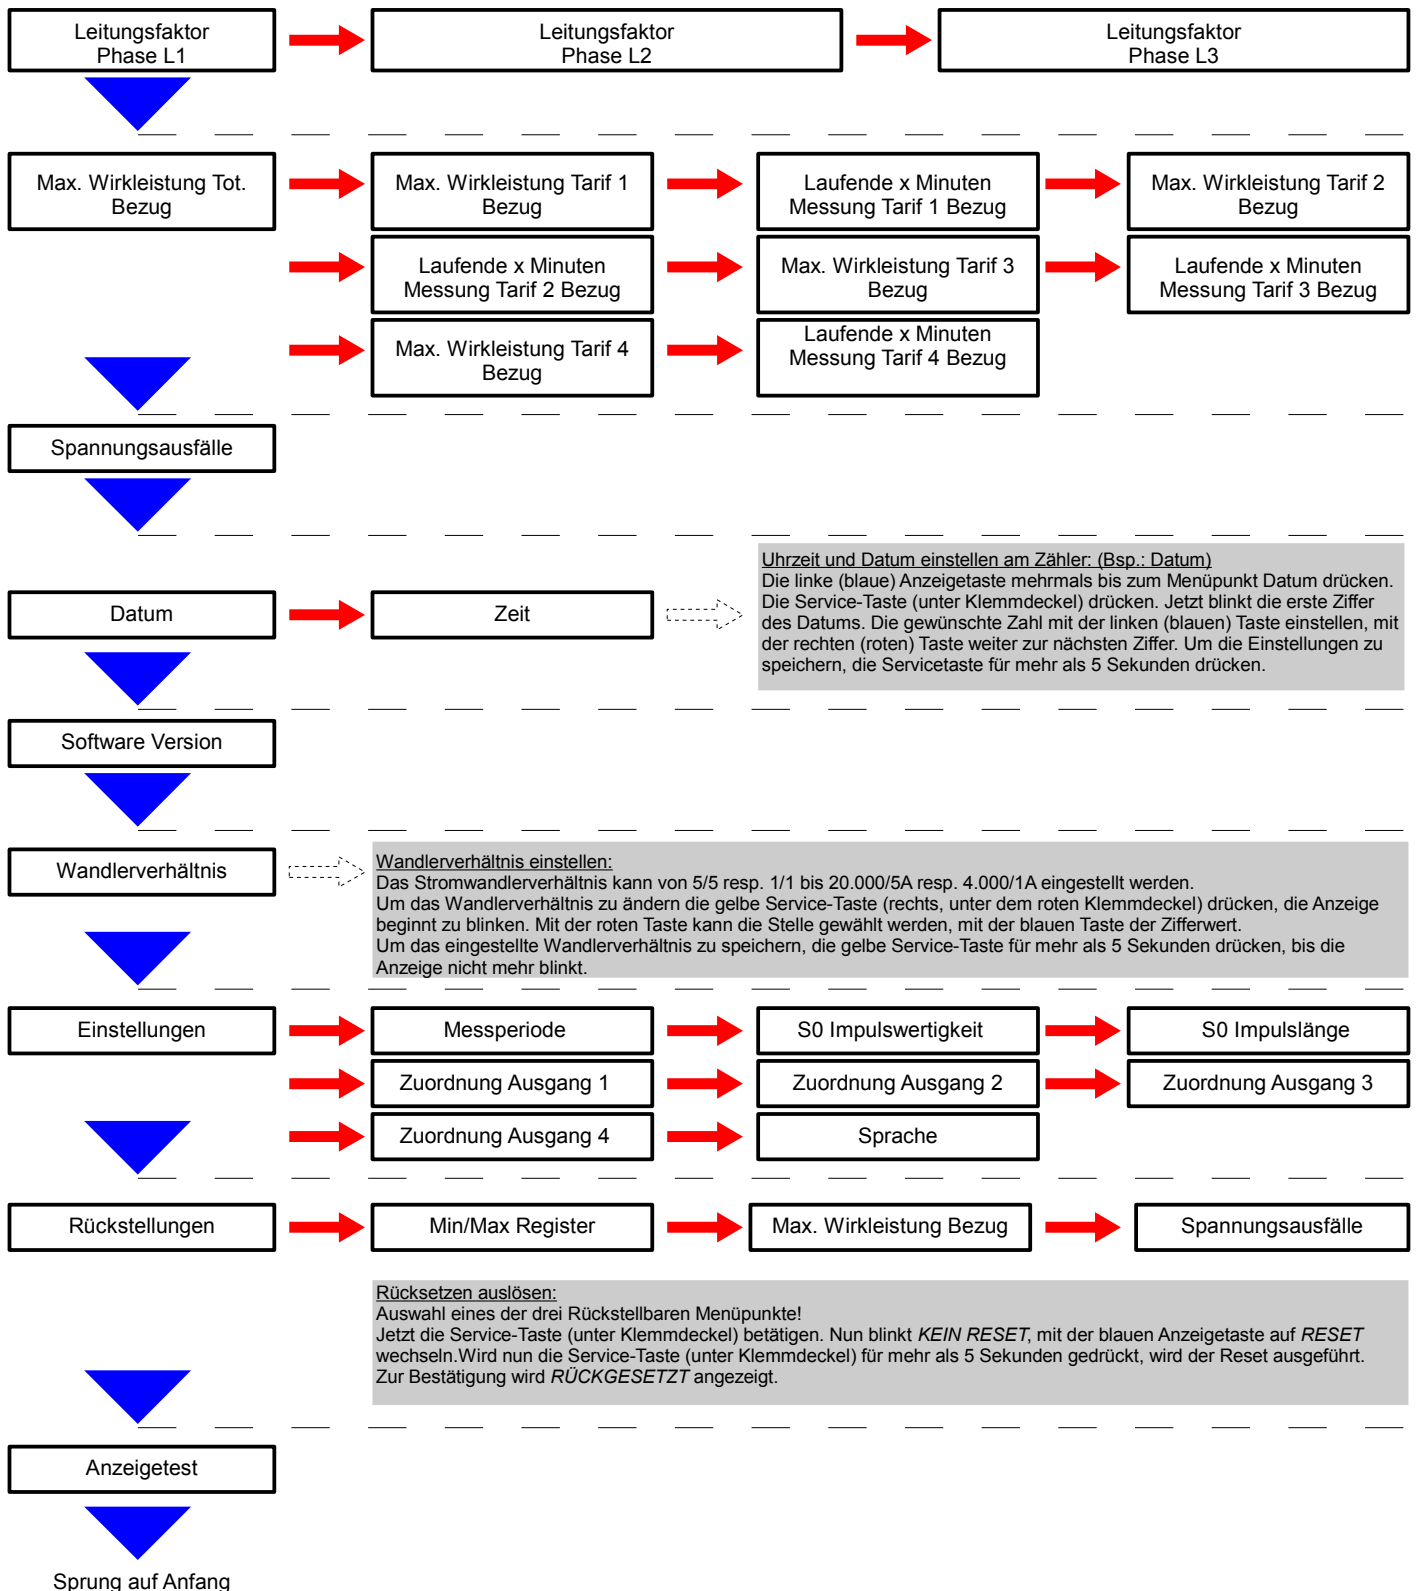 Leitungsfaktor
Phase L1
Leitungsfaktor
Phase L2
Leitungsfaktor
Phase L3
Max. Wirkleistung Tot.
Bezug
Max. Wirkleistung Tarif 1
Bezug
Laufende x Minuten
Messung Tarif 1 Bezug
Max. Wirkleistung Tarif 2
Bezug
Laufende x Minuten
Messung Tarif 2 Bezug
Max. Wirkleistung Tarif 3
Bezug
Laufende x Minuten
Messung Tarif 3 Bezug
Max. Wirkleistung Tarif 4
Bezug
Laufende x Minuten
Messung Tarif 4 Bezug
Spannungsausfälle
Datum
Zeit
Uhrzeit und Datum einstellen am Zähler: (Bsp.: Datum)
Die linke (blaue) Anzeigetaste mehrmals bis zum Menüpunkt Datum drücken.
Die Service-Taste (unter Klemmdeckel) drücken. Jetzt blinkt die erste Ziffer
des Datums. Die gewünschte Zahl mit der linken (blauen) Taste einstellen, mit
der rechten (roten) Taste weiter zur nächsten Ziffer. Um die Einstellungen zu
speichern, die Servicetaste für mehr als 5 Sekunden drücken.
Software Version
Wandlerverhältnis
Wandlerverhältnis einstellen:
Das Stromwandlerverhältnis kann von 5/5 resp. 1/1 bis 20.000/5A resp. 4.000/1A eingestellt werden.
Um das Wandlerverhältnis zu ändern die gelbe Service-Taste (rechts, unter dem roten Klemmdeckel) drücken, die Anzeige
beginnt zu blinken. Mit der roten Taste kann die Stelle gewählt werden, mit der blauen Taste der Zifferwert.
Um das eingestellte Wandlerverhältnis zu speichern, die gelbe Service-Taste für mehr als 5 Sekunden drücken, bis die
Anzeige nicht mehr blinkt.
Einstellungen
Messperiode
S0 Impulswertigkeit
S0 Impulslänge
Zuordnung Ausgang 1
Zuordnung Ausgang 2
Zuordnung Ausgang 3
Zuordnung Ausgang 4
Sprache
Rückstellungen
Min/Max Register
Max. Wirkleistung Bezug
Spannungsausfälle
Rücksetzen auslösen:
Auswahl eines der drei Rückstellbaren Menüpunkte!
Jetzt die Service-Taste (unter Klemmdeckel) betätigen. Nun blinkt KEIN RESET, mit der blauen Anzeigetaste auf RESET
wechseln.Wird nun die Service-Taste (unter Klemmdeckel) für mehr als 5 Sekunden gedrückt, wird der Reset ausgeführt.
Zur Bestätigung wird RÜCKGESETZT angezeigt.
Anzeigetest
Sprung auf Anfang